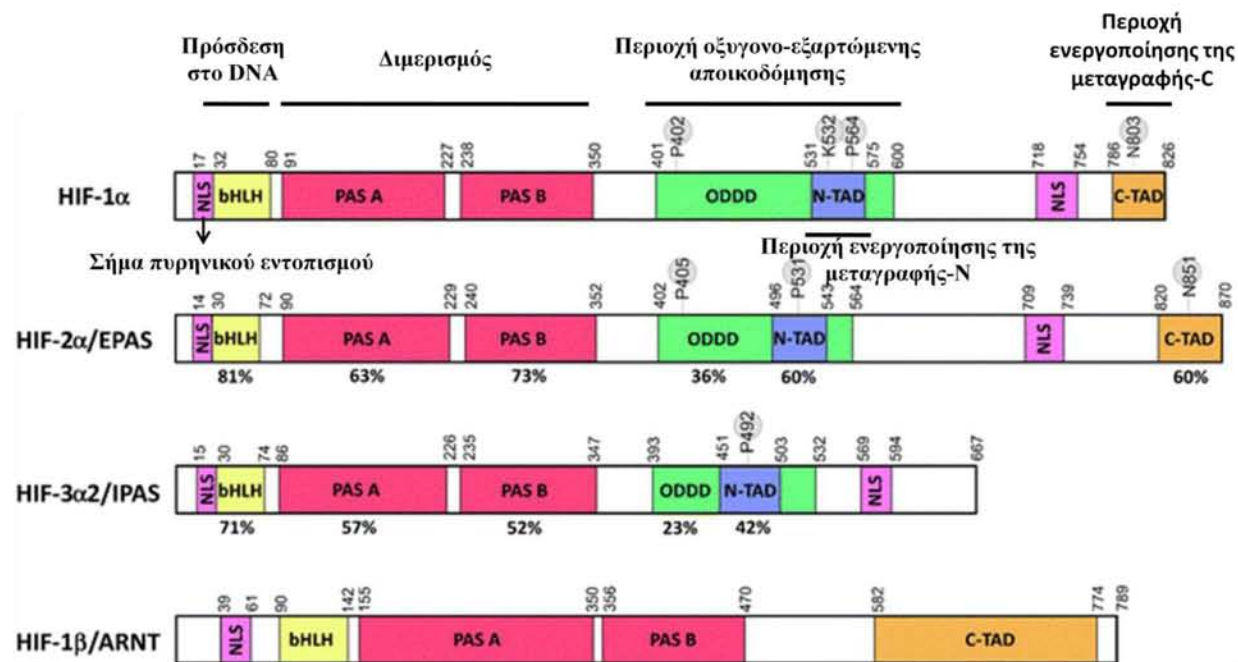 Πρόσδεση
στο DNA
Διμερισμός
Περιοχή οξυγονο-εξαρτώμενης
αποικοδόμησης
Περιοχή
ενεργοποίησης της
μεταγραφής-C
17 32 80 91 227 238 350 401 P402 531 K532 P564 575 600 718 754 786 N803 826
HIF-1α NLS bHLH PAS A PAS B ODDD N-TAD NLS C-TAD
Σήμα πυρηνικού εντοπισμού
Περιοχή ενεργοποίησης της
μεταγραφής-N
14 30 72 90 229 240 352 402 P405 496 P531 543 564 709 739 820 N851 870
HIF-2α/EPAS NLS bHLH PAS A PAS B ODDD N-TAD NLS C-TAD
81% 63% 73% 36% 60% 60%
15 30 74 86 226 235 347 393 451 P492 503 532 569 594 667
HIF-3α2/IPAS NLS bHLH PAS A PAS B ODDD N-TAD NLS
71% 57% 52% 23% 42%
39 61 90 142 155 350 356 470 582 774 789
HIF-1β/ARNT NLS bHLH PAS A PAS B C-TAD